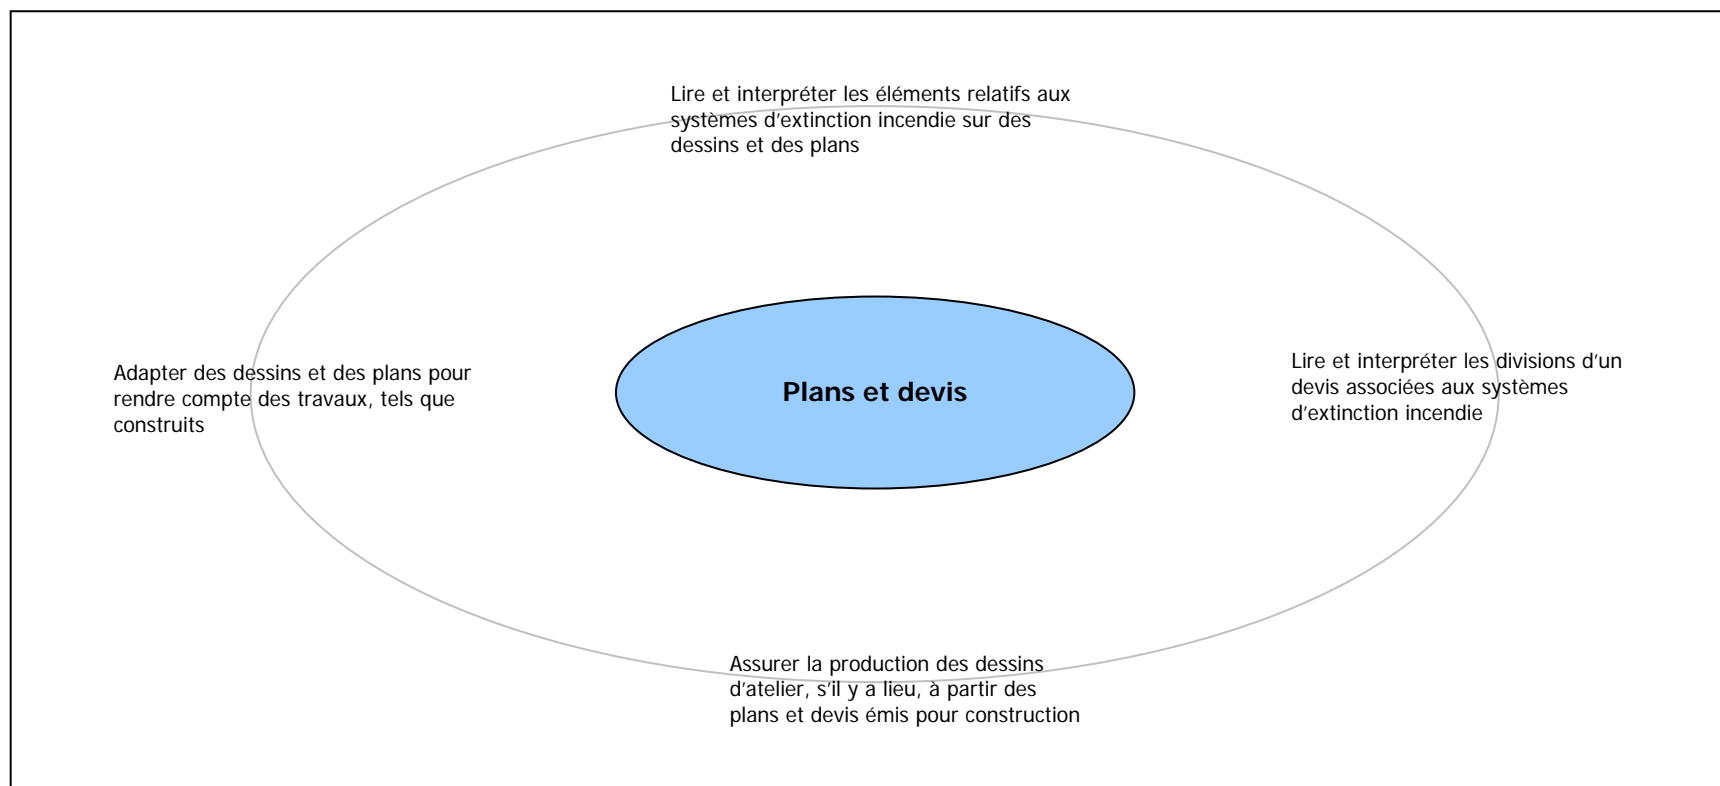 Lire et interpréter les éléments relatifs aux
systèmes d'extinction incendie sur des
dessins et des plans
Adapter des dessins et des plans pour
rendre compte des travaux, tels que
construits
Plans et devis
Lire et interpréter les divisions d'un
devis associées aux systèmes
d'extinction incendie
Assurer la production des dessins
d'atelier, s'il y a lieu, à partir des
plans et devis émis pour construction